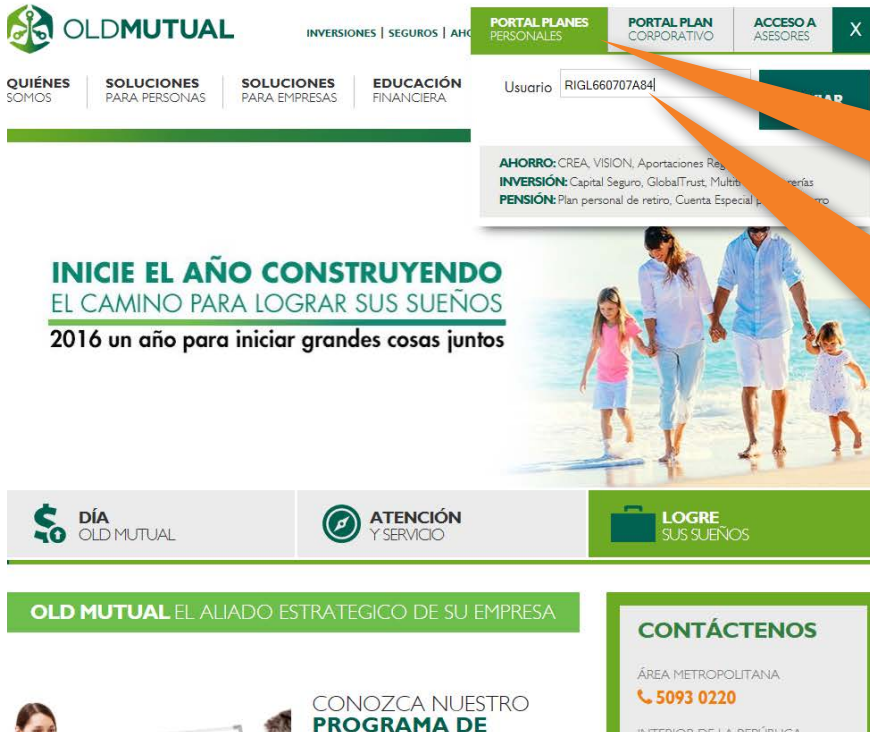 OLDMUTUAL
INVERSIONES | SEGUROS |
PORTAL PLANES
PERSONALES
PORTAL PLAN
CORPORATIVO
ACCESO A
ASESORES
X
QUIÉNES
SOMOS
SOLUCIONES
PARA PERSONAS
SOLUCIONES
PARA EMPRESAS
EDUCACIÓN
FINANCIERA
Usuario RIGL660707A84
AHORRO: CREA, VISION, Aportaciones
INVERSIÓN: Capital Seguro, GlobalTrust,
PENSIÓN: Plan personal de retiro, Cuenta Especial
INICIE EL AÑO CONSTRUYENDO
EL CAMINO PARA LOGRAR SUS SUEÑOS
2016 un año para iniciar grandes cosas juntos
DÍA
OLD MUTUAL
ATENCIÓN
Y SERVICIO
LOGRE
SUS SUEÑOS
OLD MUTUAL EL ALIADO ESTRATEGICO DE SU EMPRESA
CONOZCA NUESTRO
PROGRAMA DE
CONTÁCTENOS
ÁREA METROPOLITANA
5093 0220
INTERIOR DE LA REPÚBLICA